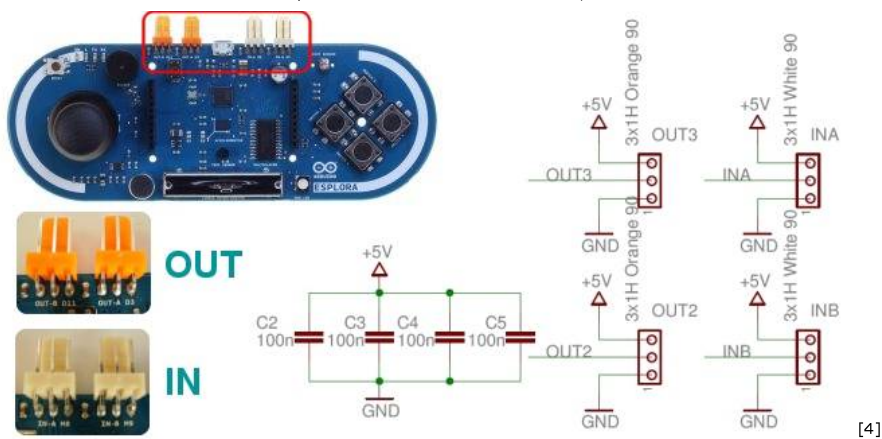 ESPLORA
OUT
OUT-B D11
OUT-A D3
IN
IN-A M8
IN-B M9
+5V
C2
100n
C3
100n
C4
100n
C5
100n
GND
+5V
3x1H Orange 90
OUT3
OUT3
1
GND
+5V
3x1H White 90
INA
INA
1
GND
+5V
3x1H Orange 90
OUT2
OUT2
1
GND
+5V
3x1H White 90
INB
INB
1
GND
[4]